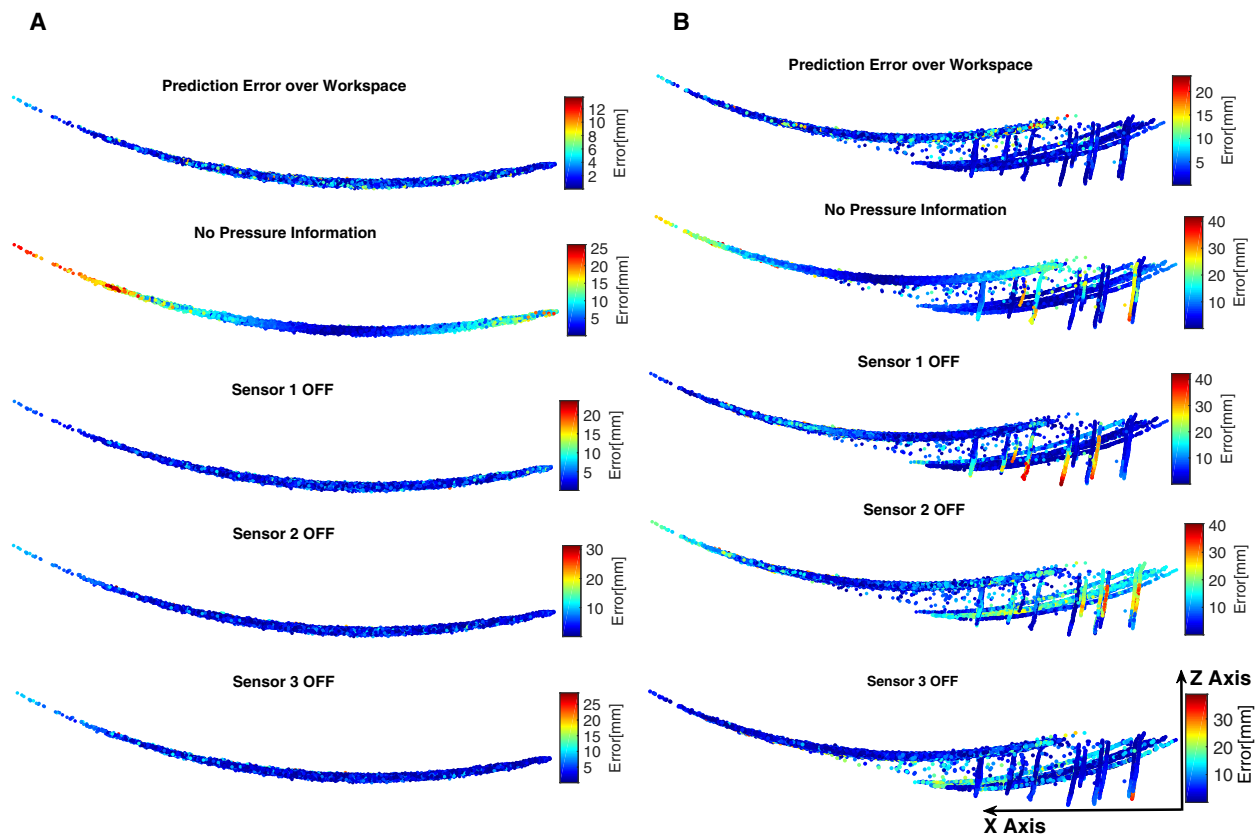 A
Prediction Error over Workspace
12
10
8
6
4
2
Error[mm]
No Pressure Information
25
20
15
10
5
Error[mm]
Sensor 1 OFF
20
15
10
5
Error[mm]
Sensor 2 OFF
30
20
10
Error[mm]
Sensor 3 OFF
25
20
15
10
5
Error[mm]
B
Prediction Error over Workspace
20
15
10
5
Error[mm]
No Pressure Information
40
30
20
10
Error[mm]
Sensor 1 OFF
40
30
20
10
Error[mm]
Sensor 2 OFF
40
30
20
10
Error[mm]
Sensor 3 OFF
Z Axis
30
20
10
Error[mm]
X Axis